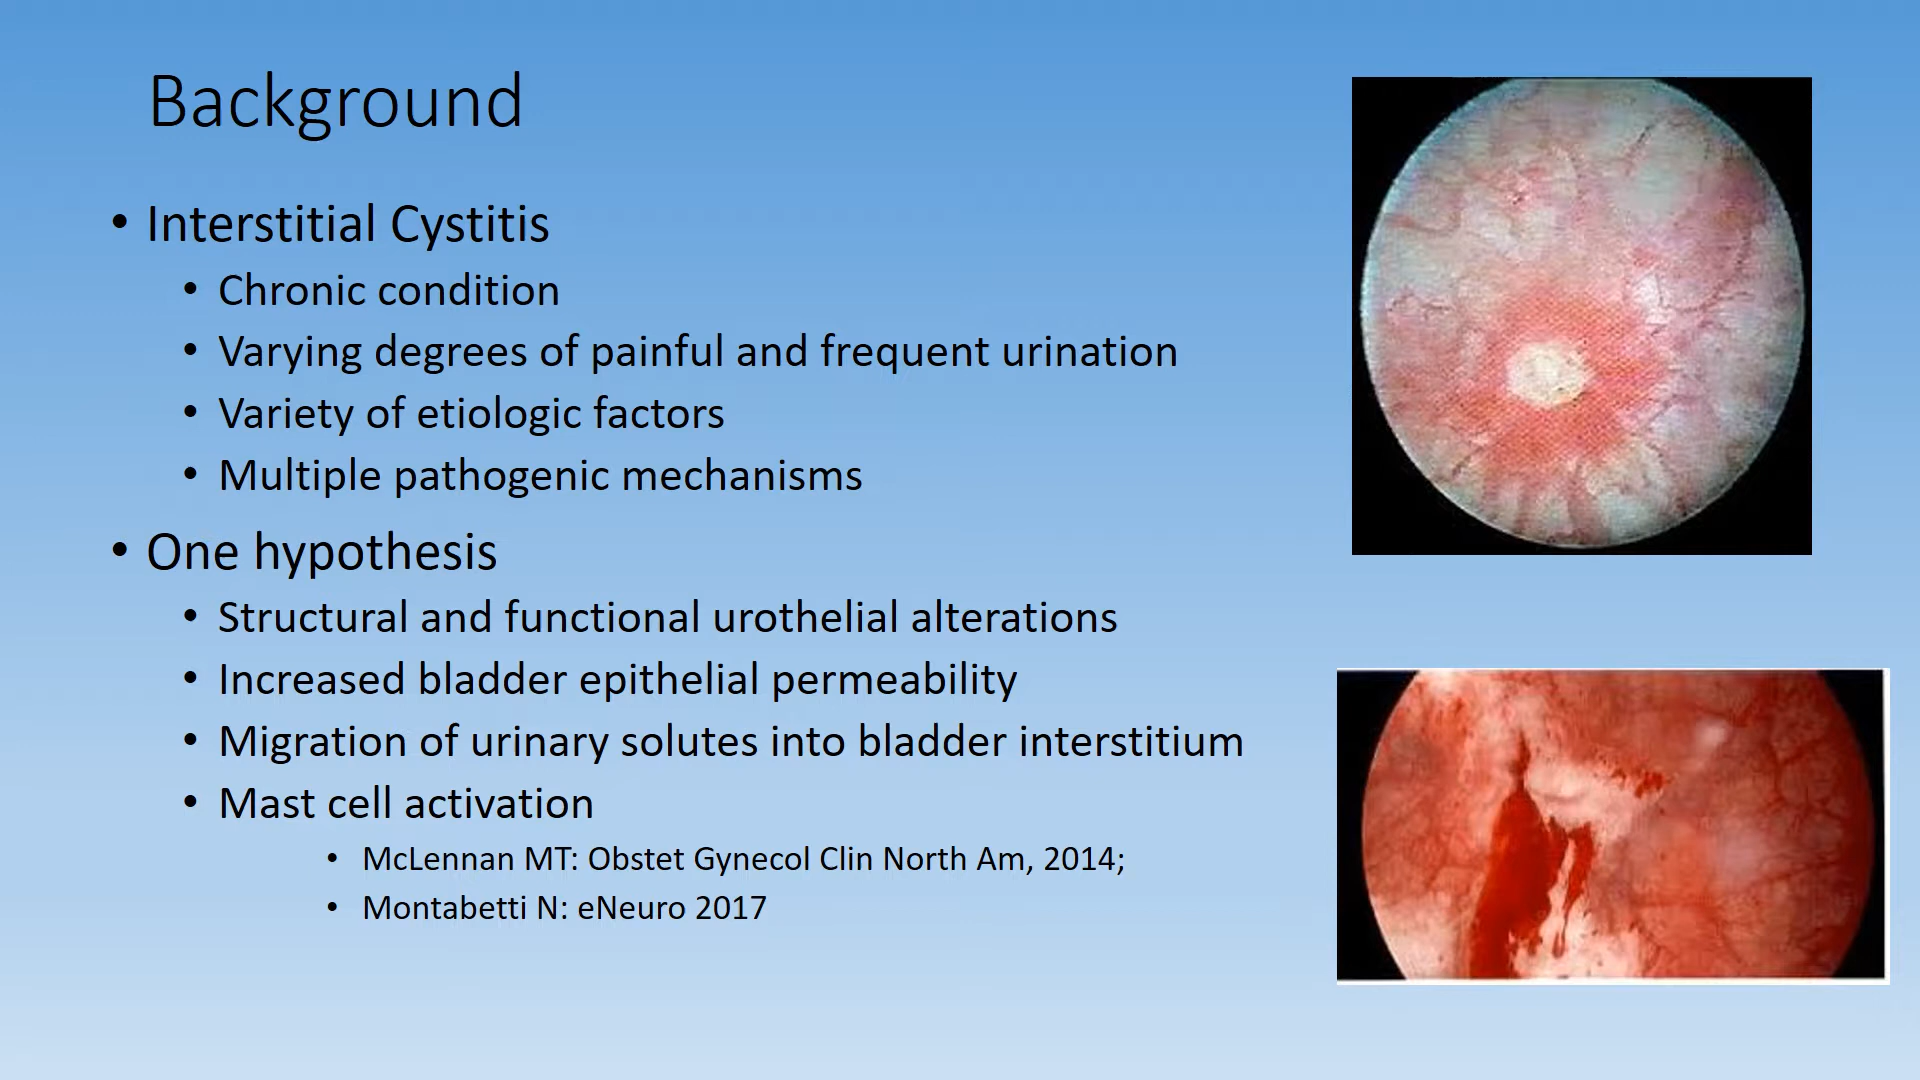 Background
• Interstitial Cystitis
• Chronic condition
• Varying degrees of painful and frequent urination
• Variety of etiologic factors
• Multiple pathogenic mechanisms
• One hypothesis
• Structural and functional urothelial alterations
• Increased bladder epithelial permeability
• Migration of urinary solutes into bladder interstitium
• Mast cell activation
• McLennan MT: Obstet Gynecol Clin North Am, 2014;
• Montabetti N: eNeuro 2017